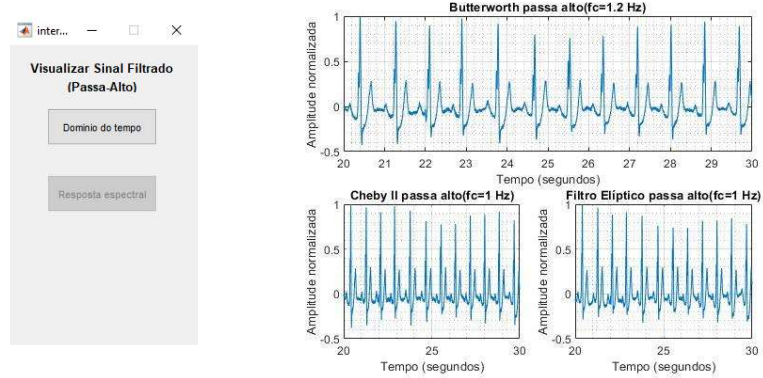 inter...
Visualizar Sinal Filtrado
(Passa-Alto)
Dominio do tempo
Resposta espectral
Butterworth passa alto(fc=1.2 Hz)
Amplitude normalizada
1
0.5
0
-0.5
20 21 22 23 24 25 26 27 28 29 30
Tempo (segundos)
Cheby II passa alto(fc=1 Hz)
Amplitude normalizada
1
0.5
0
-0.5
20 25 30
Tempo (segundos)
Filtro Elíptico passa alto(fc=1 Hz)
Amplitude normalizada
1
0.5
0
-0.5
20 25 30
Tempo (segundos)